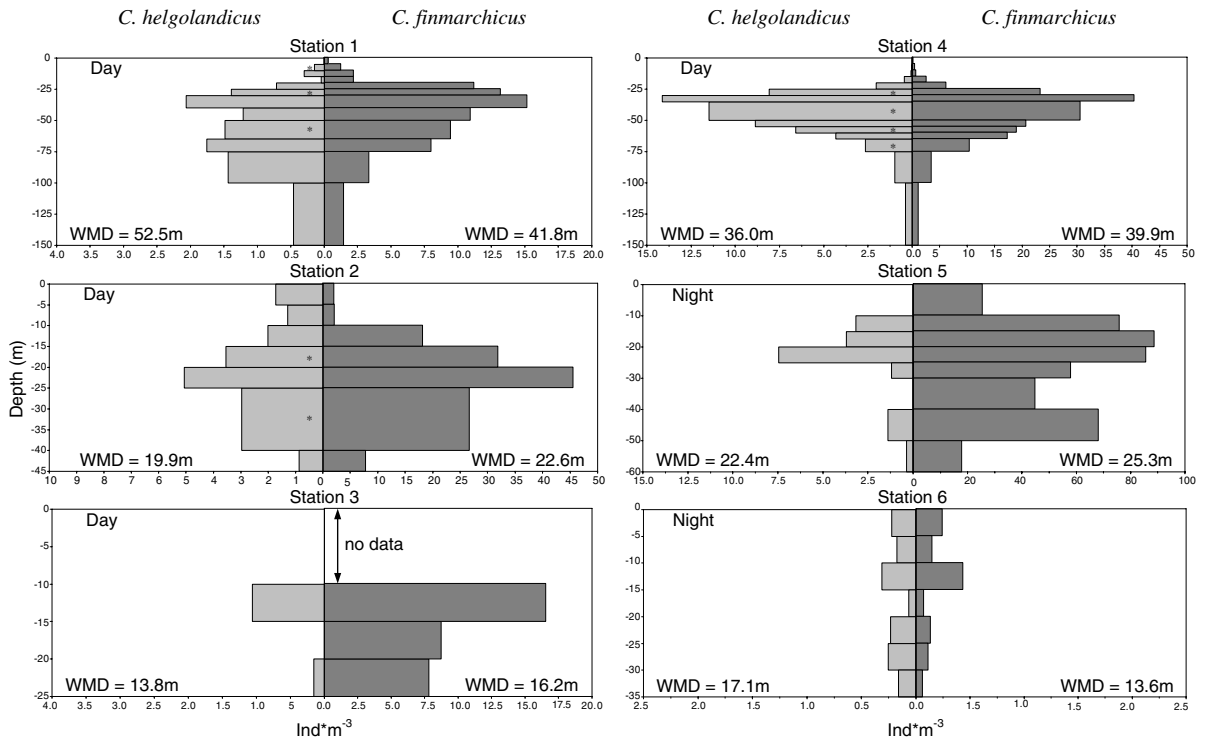 C. helgolandicus C. finmarchicus C. helgolandicus C. finmarchicus
Station 1
0
-25
-50
-75
-100
-125
-150
Day
*
*
*
WMD = 52.5m WMD = 41.8m
4.0 3.5 3.0 2.5 2.0 1.5 1.0 0.5 0.0 2.5 5.0 7.5 10.0 12.5 15.0 17.5 20.0
Station 4
0
-25
-50
-75
-100
-125
-150
Day
*
*
*
*
WMD = 36.0m WMD = 39.9m
15.0 12.5 10.0 7.5 5.0 2.5 0.0 5 10 15 20 25 30 35 40 45 50
Station 2
Depth (m)
0
-5
-10
-15
-20
-25
-30
-35
-40
-45
Day
*
*
WMD = 19.9m WMD = 22.6m
10 9 8 7 6 5 4 3 2 1 0 5 10 15 20 25 30 35 40 45 50
Station 5
0
-10
-20
-30
-40
-50
-60
Night
WMD = 22.4m WMD = 25.3m
15.0 12.5 10.0 7.5 5.0 2.5 0 20 40 60 80 100
Station 3
0
-5
-10
-15
-20
-25
Day
no data
WMD = 13.8m WMD = 16.2m
4.0 3.5 3.0 2.5 2.0 1.5 1.0 0.5 0.0 2.5 5.0 7.5 10.0 12.5 15.0 17.5 20.0
Ind*m-3
Station 6
0
-5
-10
-15
-20
-25
-30
-35
Night
WMD = 17.1m WMD = 13.6m
2.5 2.0 1.5 1.0 0.5 0.0 0.5 1.0 1.5 2.0 2.5
Ind*m-3